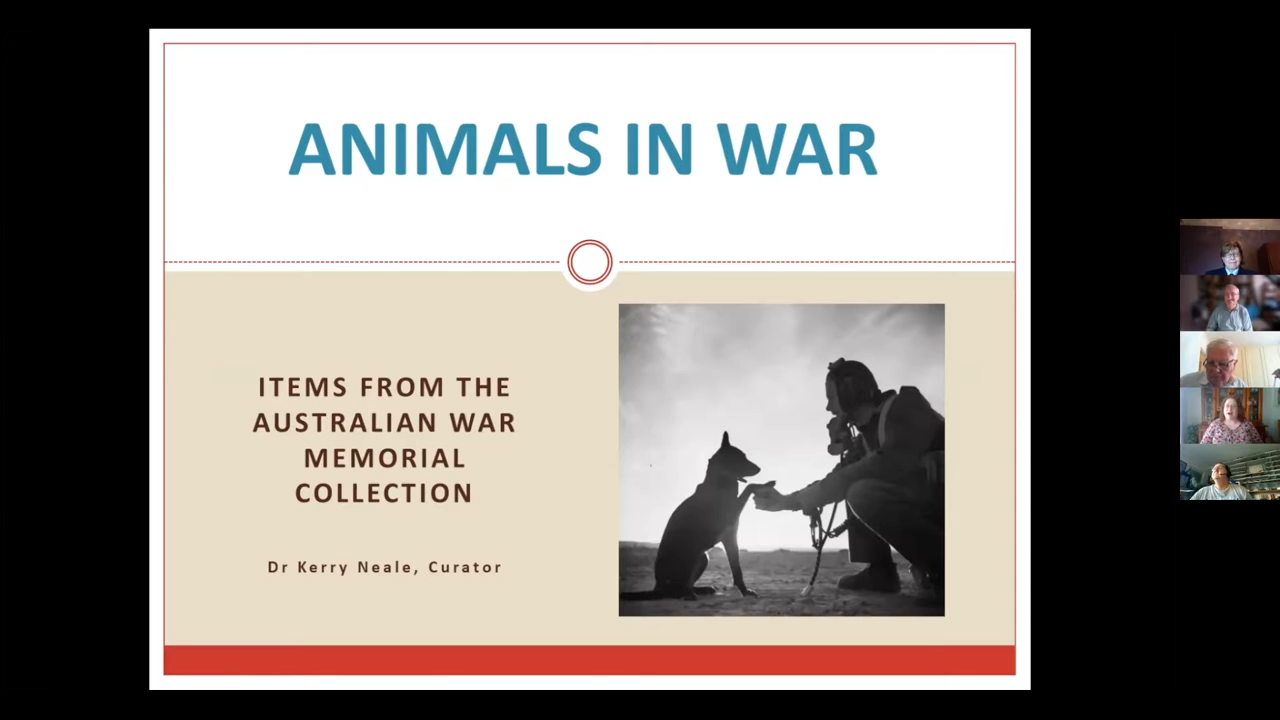 ANIMALS IN WAR
ITEMS FROM THE
AUSTRALIAN WAR
MEMORIAL
COLLECTION
Dr Kerry Neale, Curator